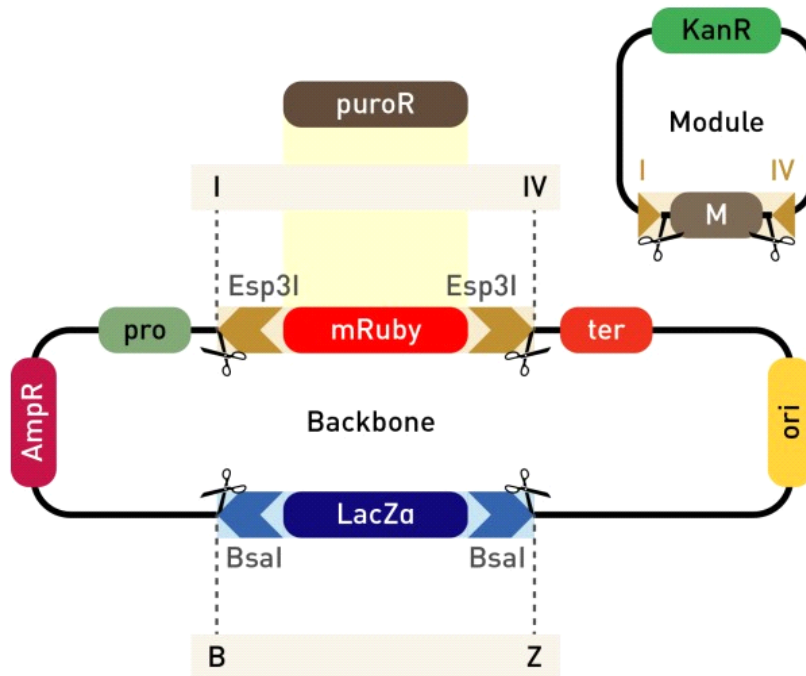 KanR
puroR
Module
I
IV
I
IV
M
Esp3I
Esp3I
pro
mRuby
ter
AmpR
Backbone
ori
LacZα
BsaI
BsaI
B
Z